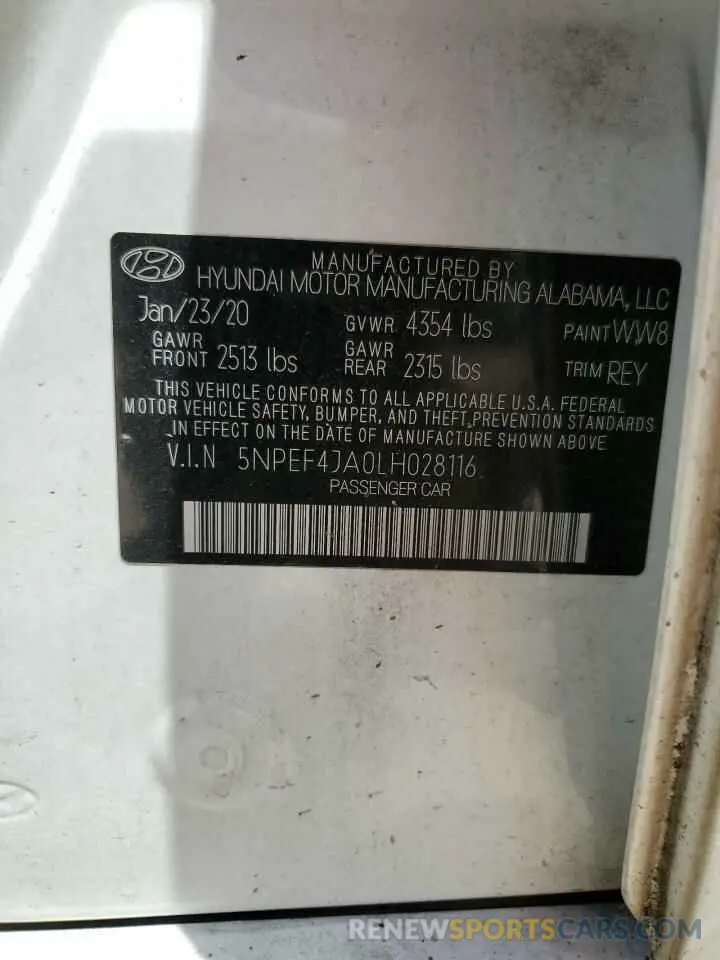 MANUFACTURED BY
HYUNDAI MOTOR MANUFACTURING ALABAMA, LLC
Jan/23/20 GVWR 4354 lbs PAINT WW8
GAWR FRONT 2513 lbs GAWR REAR 2315 lbs TRIM REY
THIS VEHICLE CONFORMS TO ALL APPLICABLE U.S.A. FEDERAL
MOTOR VEHICLE SAFETY, BUMPER, AND THEFT PREVENTION STANDARDS
IN EFFECT ON THE DATE OF MANUFACTURE SHOWN ABOVE
V.I.N 5NPEF4JA0LH028116
PASSENGER CAR
RENEWSPORTSCARS.COM